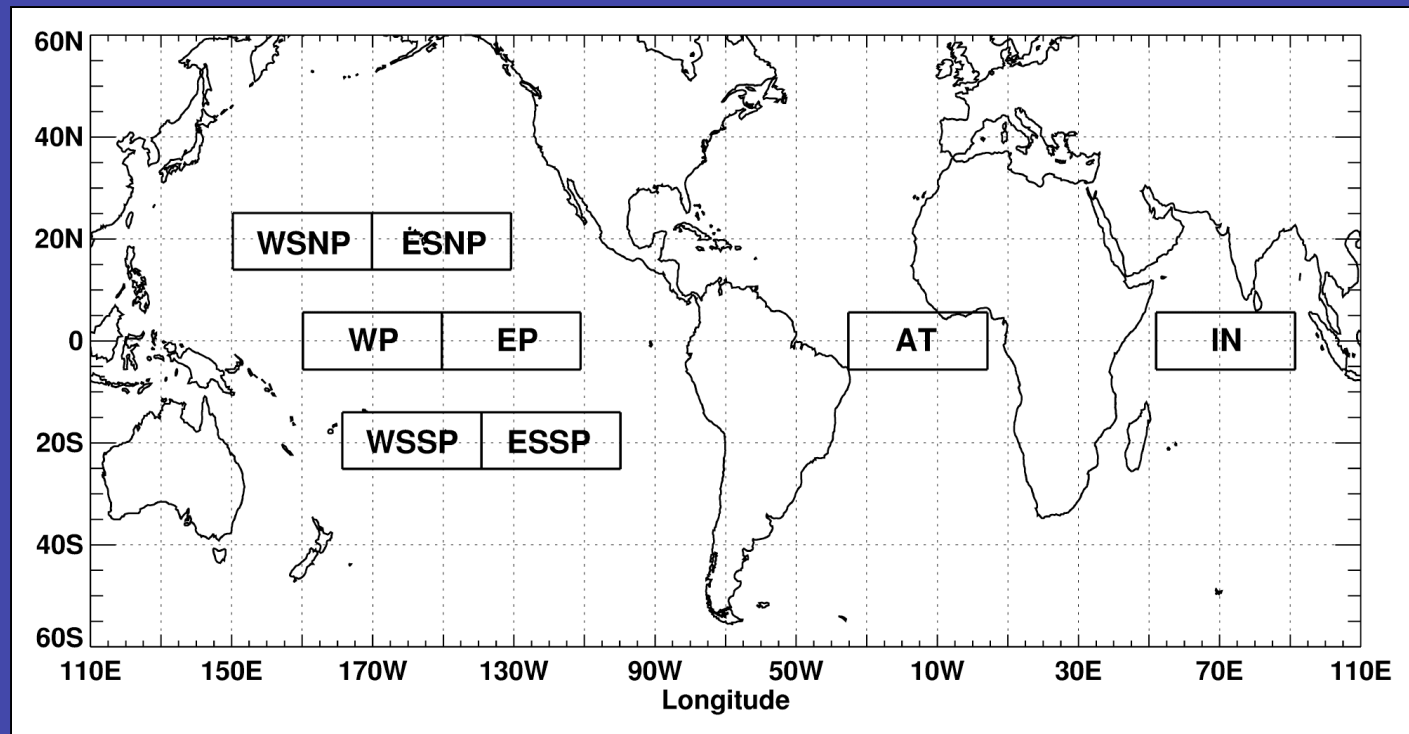 60N
40N
20N
0
20S
40S
60S
WSNP ESNP
WP EP AT IN
WSSP ESSP
110E 150E 170W 130W 90W 50W 10W 30E 70E 110E
Longitude